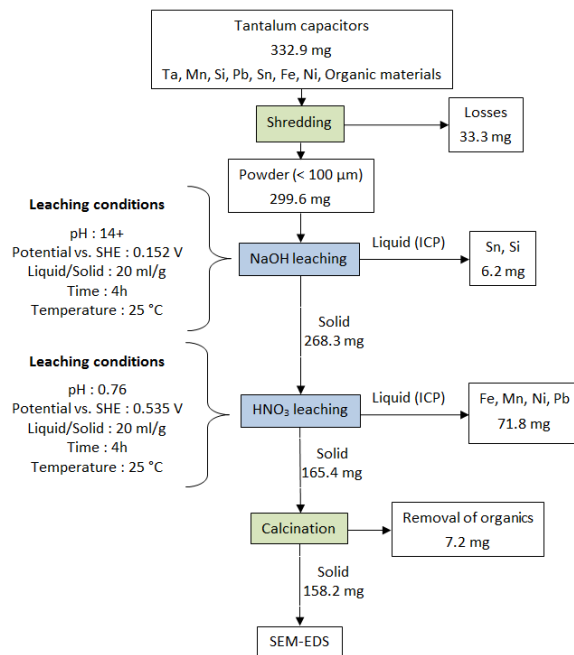 Tantalum capacitors
332.9 mg
Ta, Mn, Si, Pb, Sn, Fe, Ni, Organic materials
Shredding
Losses
33.3 mg
Powder (< 100 µm)
299.6 mg
Leaching conditions
pH : 14+
Potential vs. SHE : 0.152 V
Liquid/Solid : 20 ml/g
Time : 4h
Temperature : 25 °C
NaOH leaching
Liquid (ICP)
Sn, Si
6.2 mg
Solid
268.3 mg
Leaching conditions
pH : 0.76
Potential vs. SHE : 0.535 V
Liquid/Solid : 20 ml/g
Time : 4h
Temperature : 25 °C
HNO₃ leaching
Liquid (ICP)
Fe, Mn, Ni, Pb
71.8 mg
Solid
165.4 mg
Calcination
Removal of organics
7.2 mg
Solid
158.2 mg
SEM-EDS